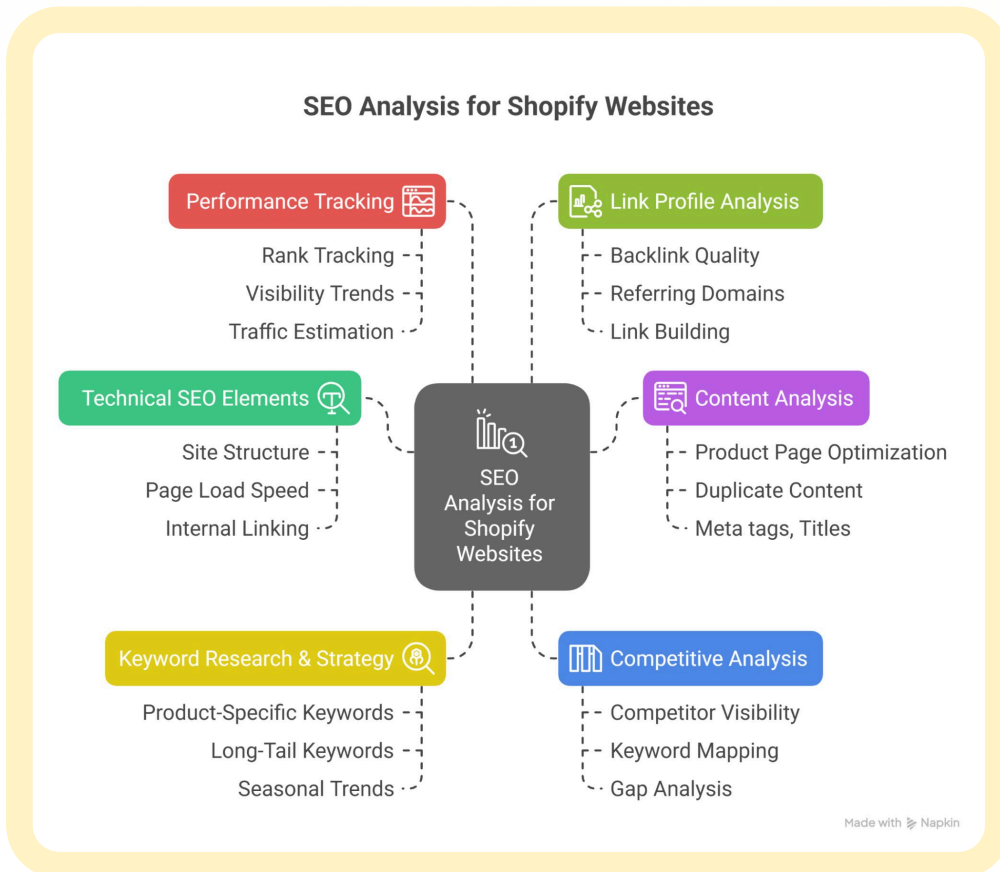 SEO Analysis for Shopify Websites
Performance Tracking
Rank Tracking
Visibility Trends
Traffic Estimation
Link Profile Analysis
Backlink Quality
Referring Domains
Link Building
Technical SEO Elements
Site Structure
Page Load Speed
Internal Linking
1
SEO
Analysis for
Shopify
Websites
Content Analysis
Product Page Optimization
Duplicate Content
Meta tags, Titles
Keyword Research & Strategy
Product-Specific Keywords
Long-Tail Keywords
Seasonal Trends
Competitive Analysis
Competitor Visibility
Keyword Mapping
Gap Analysis
Made with Napkin